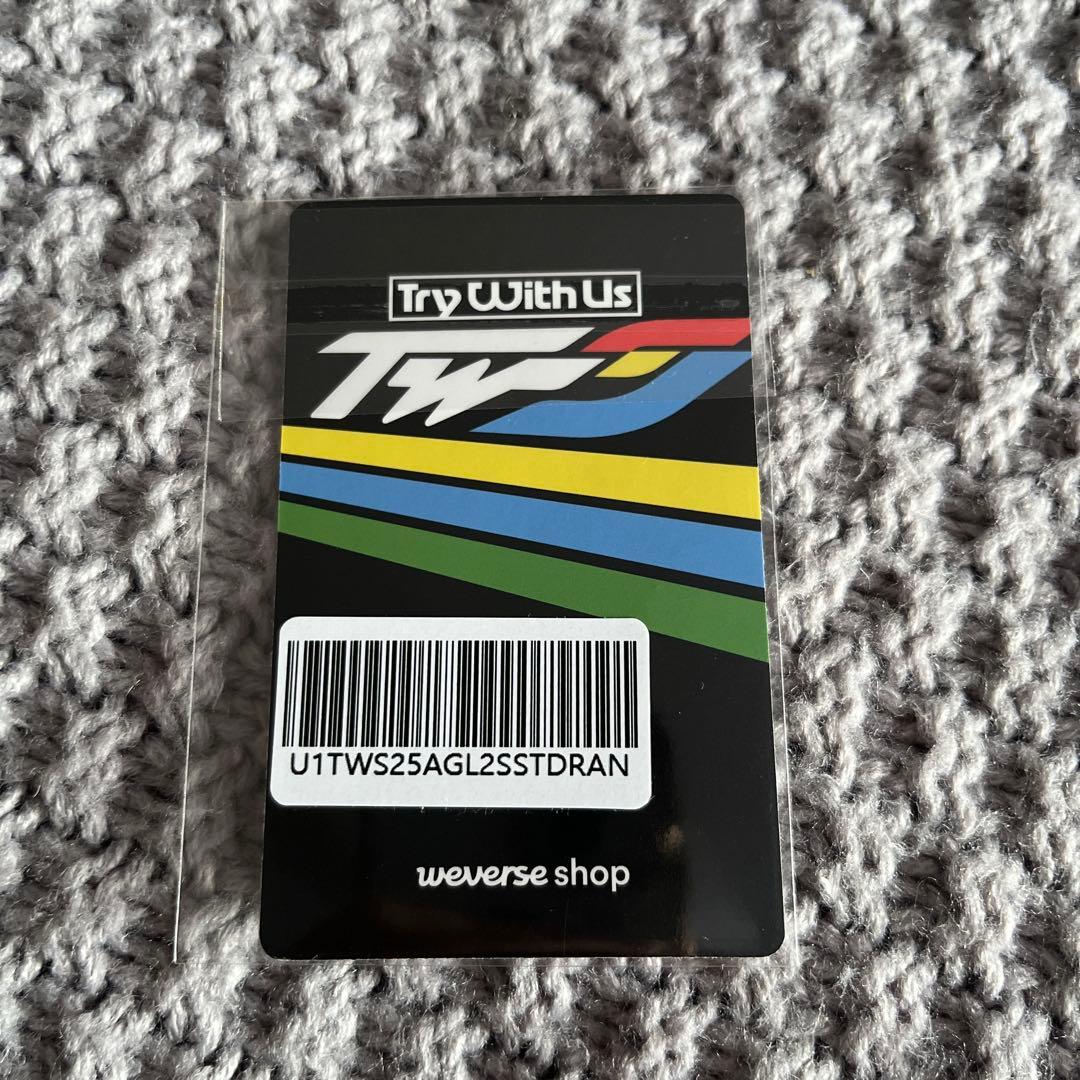 Try With Us
TWS
U1TWS25AGL2SSTDRAN
weverse shop